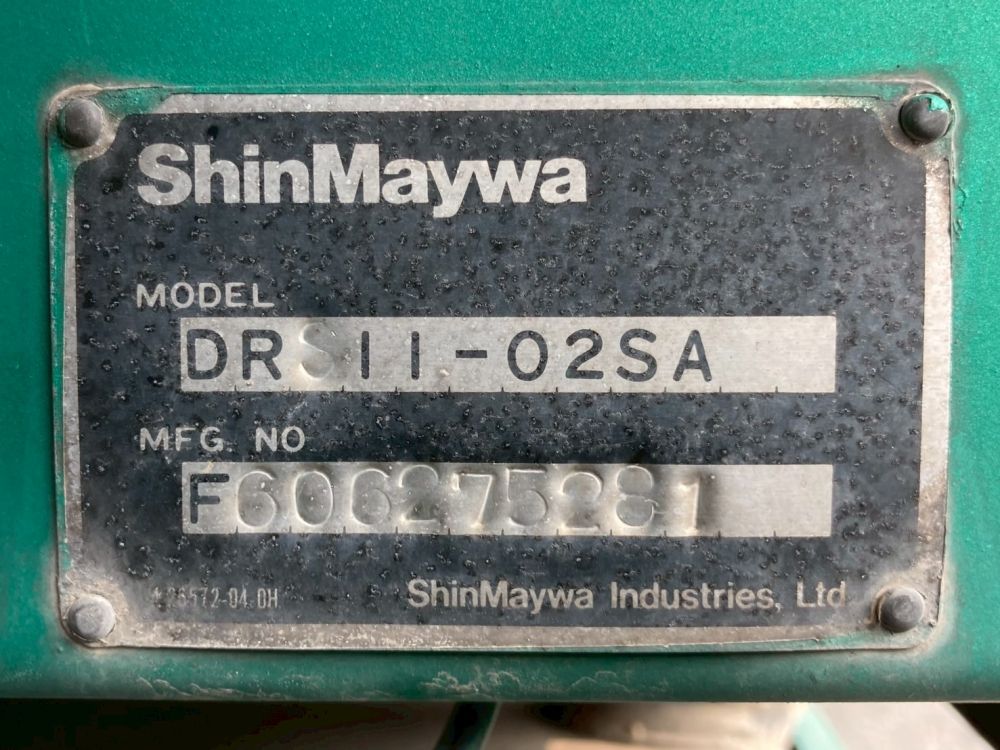 ShinMaywa
MODEL
DRS11-02SA
MFG. NO
F606275281
ShinMaywa Industries, Ltd